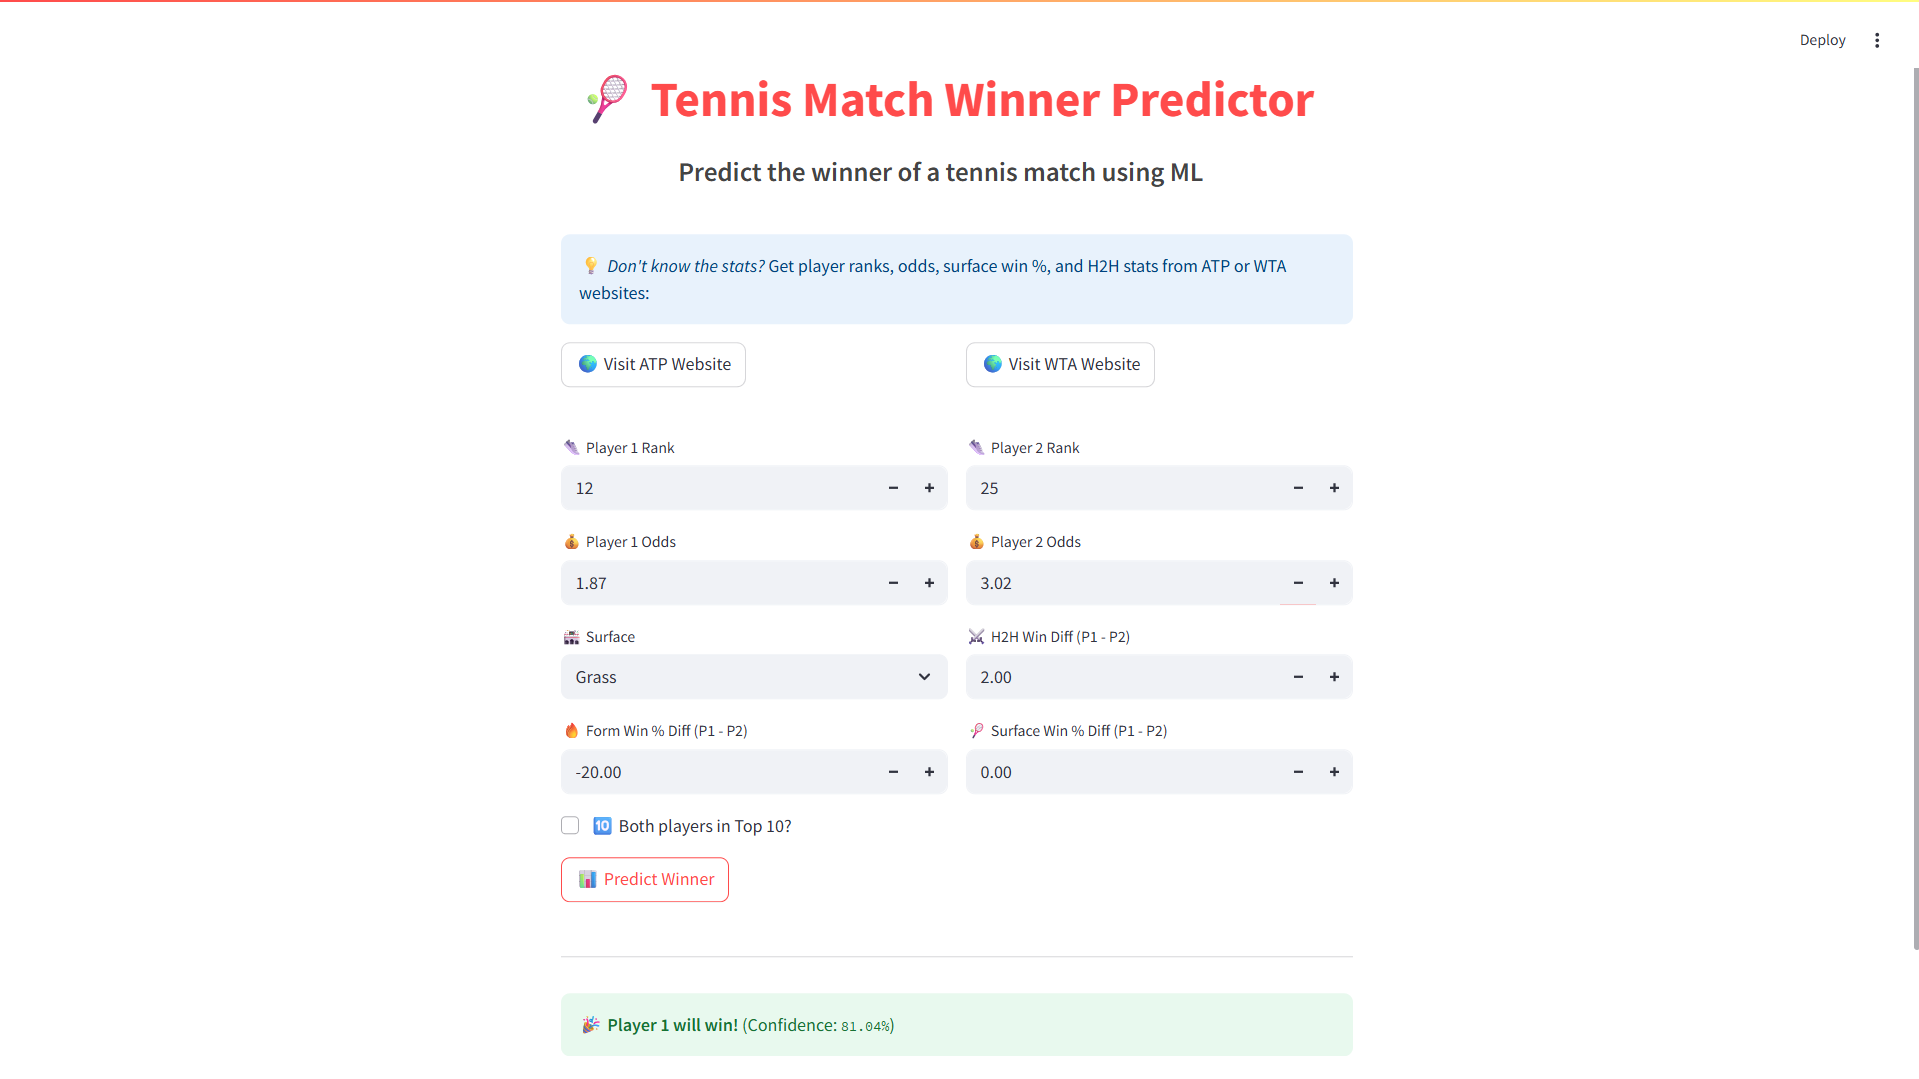 Deploy
Tennis Match Winner Predictor
Predict the winner of a tennis match using ML
Don't know the stats? Get player ranks, odds, surface win %, and H2H stats from ATP or WTA
websites:
Visit ATP Website
Visit WTA Website
Player 1 Rank
Player 2 Rank
12
25
Player 1 Odds
Player 2 Odds
1.87
3.02
Surface
H2H Win Diff (P1 - P2)
Grass
2.00
Form Win % Diff (P1 - P2)
Surface Win % Diff (P1 - P2)
-20.00
0.00
10 Both players in Top 10?
Predict Winner
Player 1 will win! (Confidence: 81.04%)